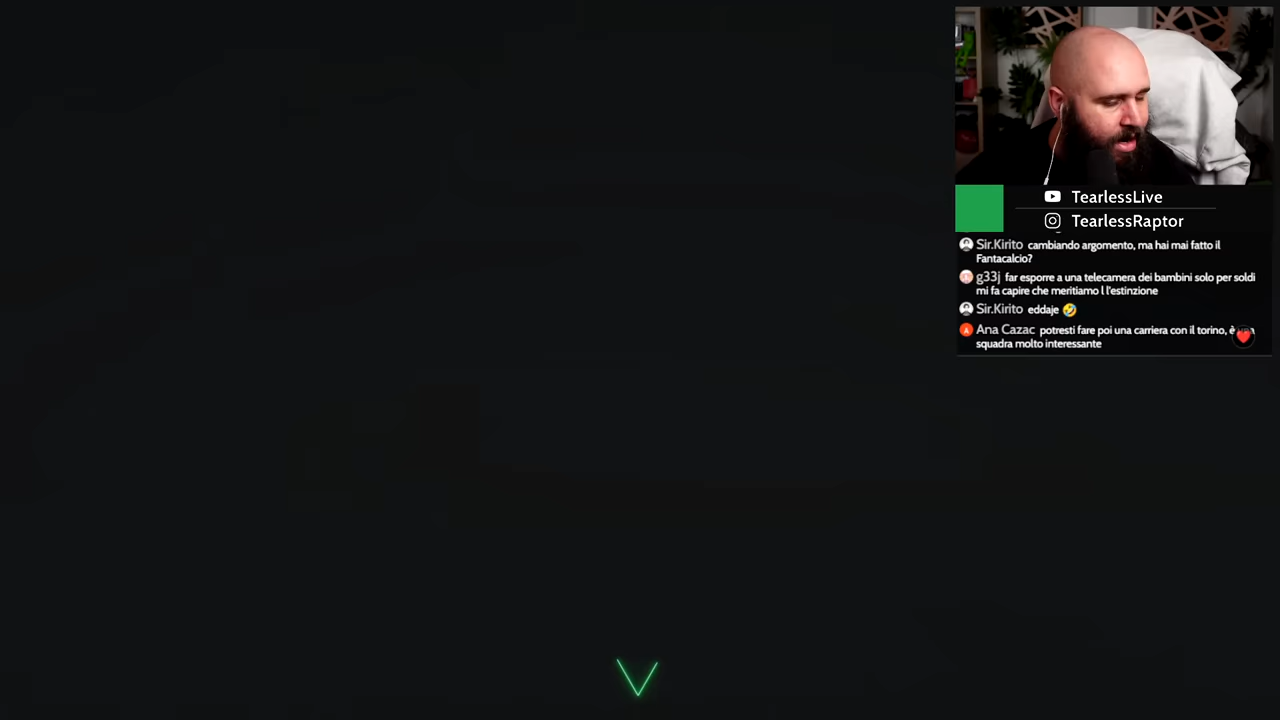 TearlessLive
TearlessRaptor
Sir.Kirito cambiando argomento, ma hai mai fatto il
Fantacalcio?
g33j far esporre a una telecamera dei bambini solo per soldi
mi fa capire che meritiamo l l'estinzione
Sir.Kirito eddaje 🤣
Ana Cazac potresti fare poi una carriera con il torino, è
squadra molto interessante